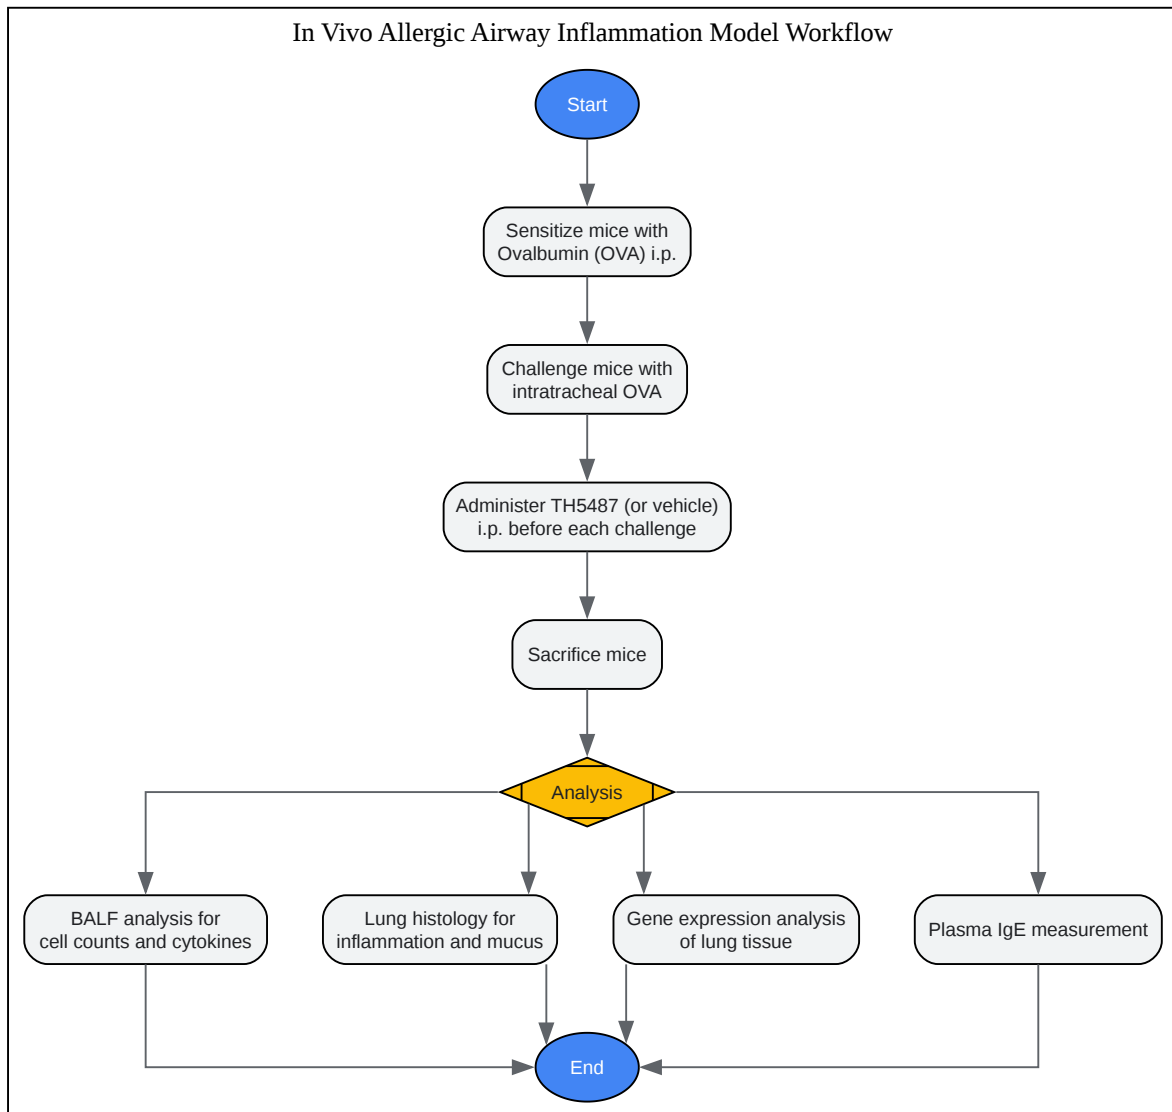 In Vivo Allergic Airway Inflammation Model Workflow
Start
Sensitize mice with
Ovalbumin (OVA) i.p.
Challenge mice with
intratracheal OVA
Administer TH5487 (or vehicle)
i.p. before each challenge
Sacrifice mice
Analysis
BALF analysis for
cell counts and cytokines
Lung histology for
inflammation and mucus
Gene expression analysis
of lung tissue
Plasma IgE measurement
End